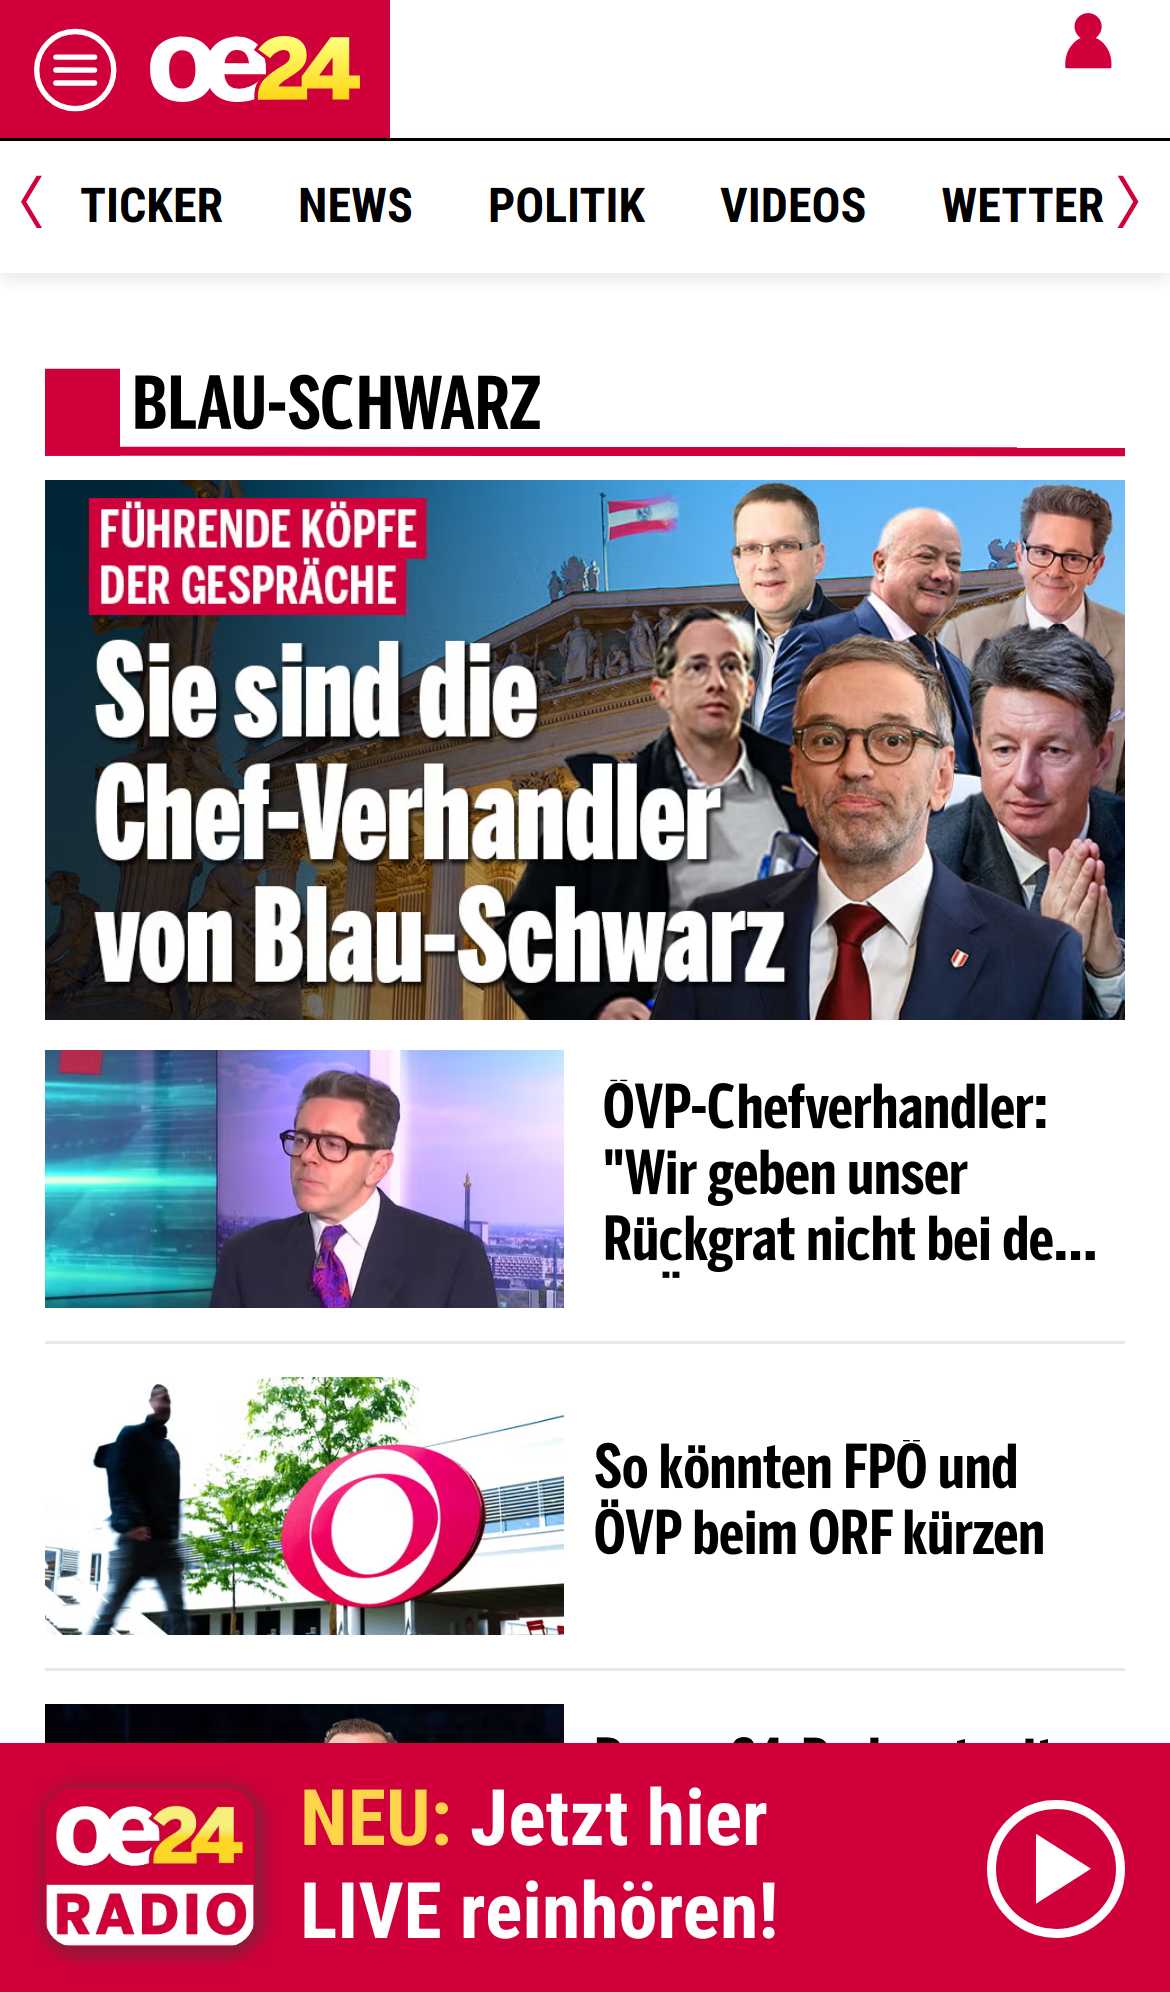 oe24
TICKER NEWS POLITIK VIDEOS WETTER
BLAU-SCHWARZ
FÜHRENDE KÖPFE
DER GESPRÄCHE
Sie sind die
Chef-Verhandler
von Blau-Schwarz
ÖVP-Chefverhandler:
"Wir geben unser
Rückgrat nicht bei de...
So könnten FPÖ und
ÖVP beim ORF kürzen
oe24
RADIO
NEU: Jetzt hier
LIVE reinhören!